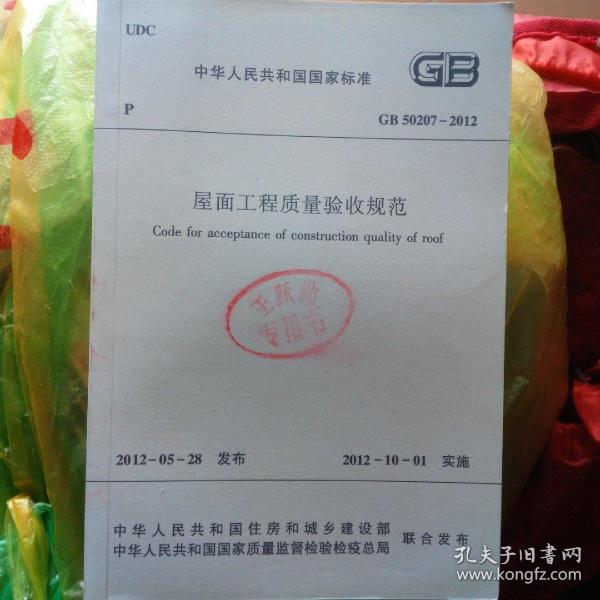 UDC
中华人民共和国国家标准 GB
P
GB 50207-2012
屋面工程质量验收规范
Code for acceptance of construction quality of roof
王跃勤
专用书
2012-05-28 发布 2012-10-01 实施
中华人民共和国住房和城乡建设部
中华人民共和国国家质量监督检验检疫总局
联合发布
孔夫子旧书网
www.kongfz.com